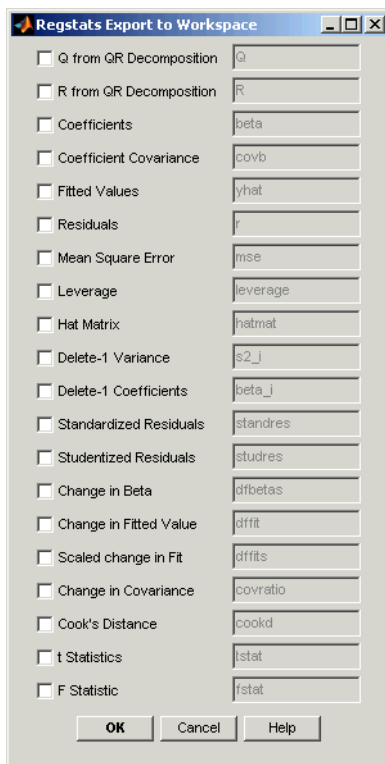 Regstats Export to Workspace
Q from QR Decomposition Q
R from QR Decomposition R
Coefficients beta
Coefficient Covariance covb
Fitted Values yhat
Residuals r
Mean Square Error mse
Leverage leverage
Hat Matrix hatmat
Delete-1 Variance s2_i
Delete-1 Coefficients beta_i
Standardized Residuals standres
Studentized Residuals studres
Change in Beta dfbetas
Change in Fitted Value dffit
Scaled change in Fit dffits
Change in Covariance covratio
Cook's Distance cookd
t Statistics tstat
F Statistic fstat
OK Cancel Help